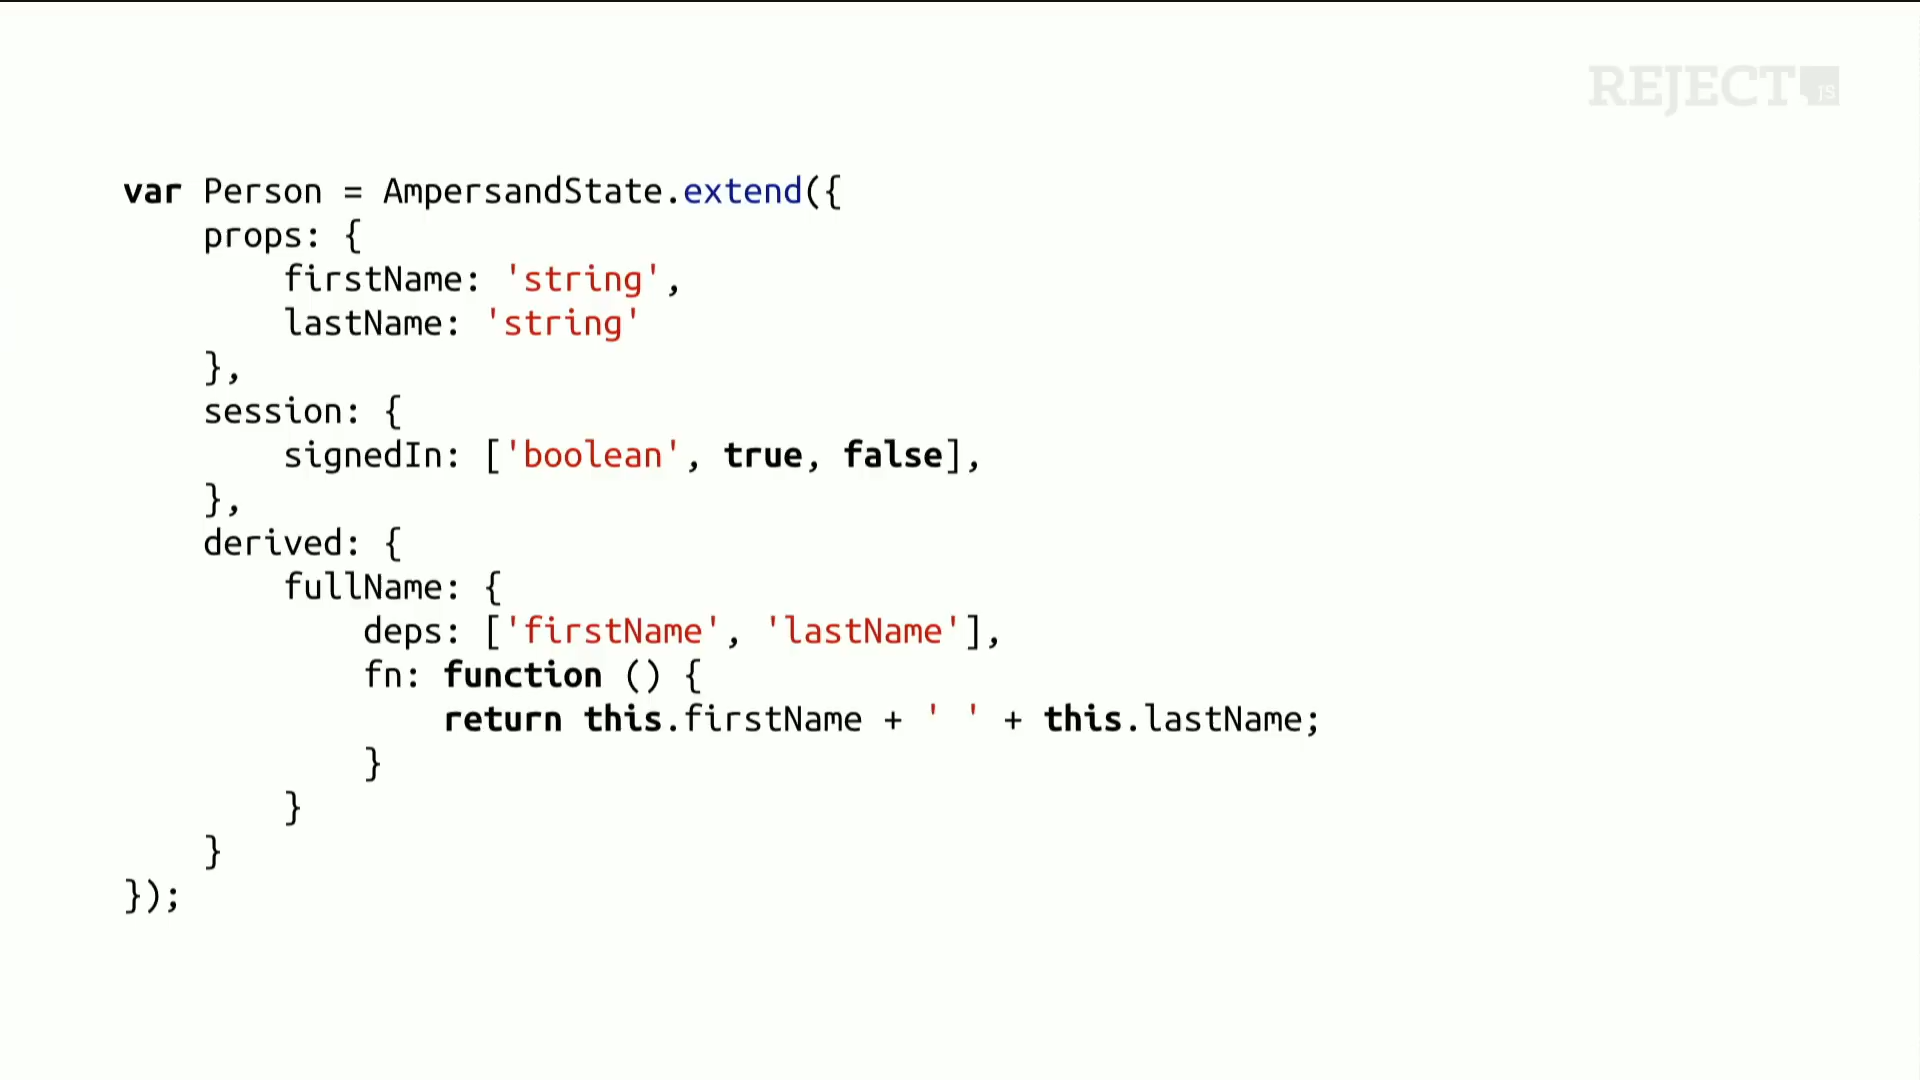 REJECT JS
var Person = AmpersandState.extend({
    props: {
        firstName: 'string',
        lastName: 'string'
    },
    session: {
        signedIn: ['boolean', true, false],
    },
    derived: {
        fullName: {
            deps: ['firstName', 'lastName'],
            fn: function () {
                return this.firstName + ' ' + this.lastName;
            }
        }
    }
});